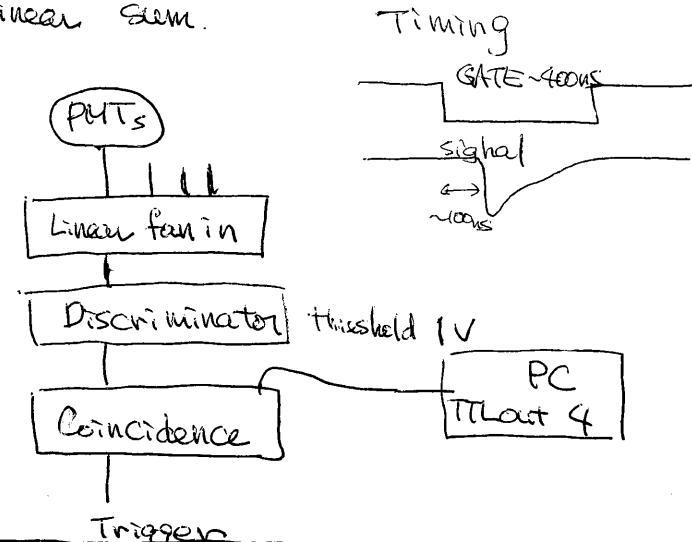 linear sum.
Timing
GATE ~400ns
signal
~100ns
PMTs
Linear fan in
Discriminator threshold 1V
Coincidence
PC
TTLout 4
Trigger